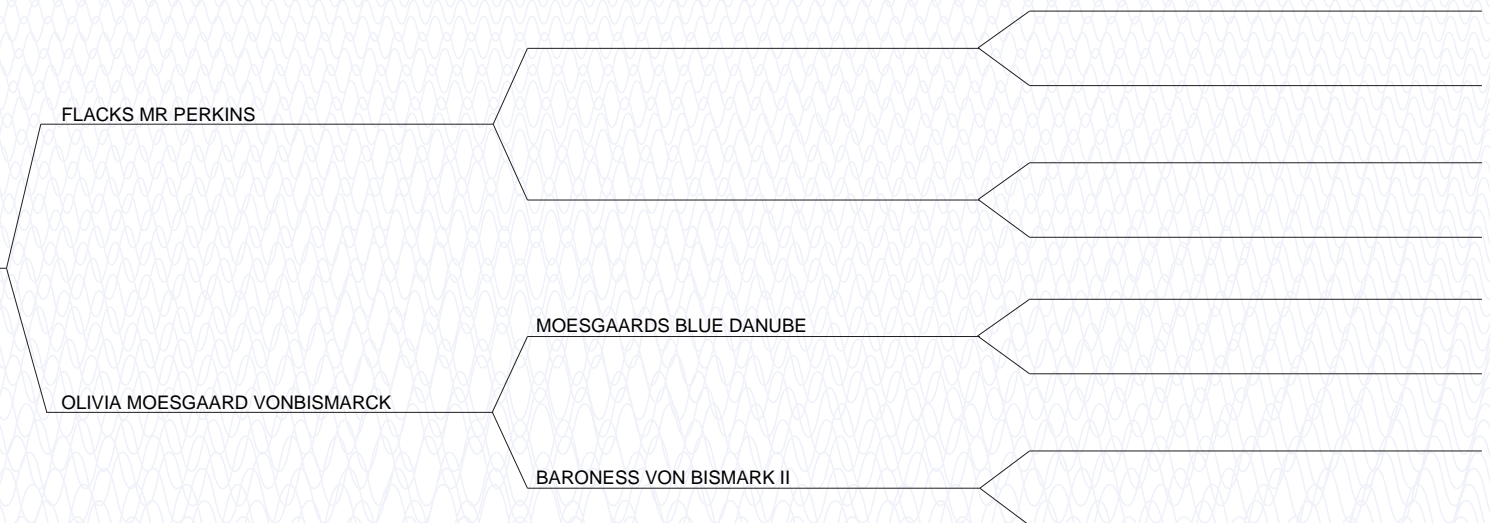 FLACKS MR PERKINS
MOESGAARDS BLUE DANUBE
OLIVIA MOESGAARD VONBISMARCK
BARONESS VON BISMARK II